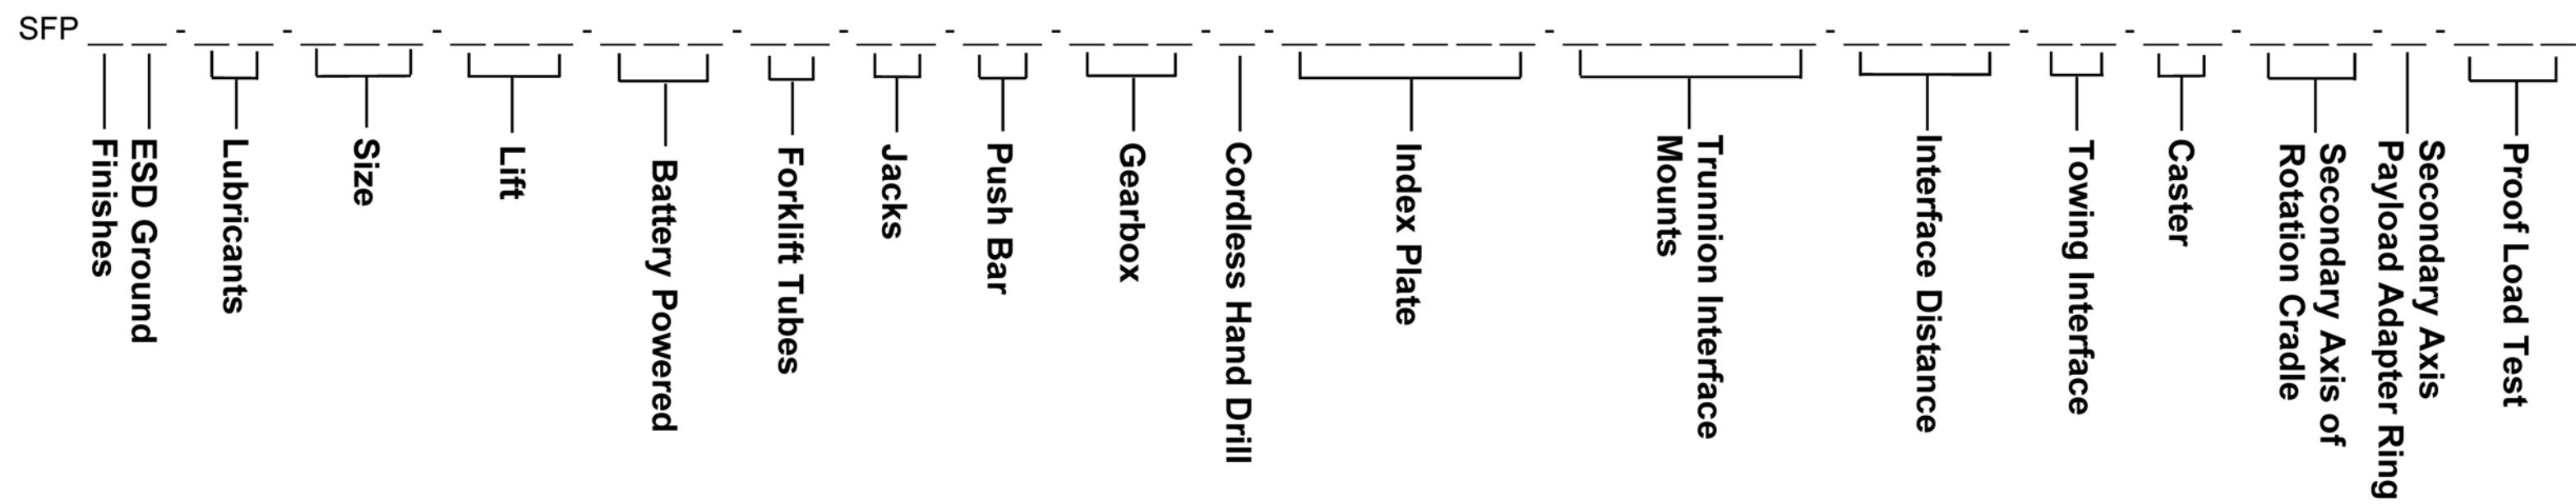 SFP _ _ - _ _ - _ _ _ - _ _ _ - _ _ _ - _ _ - _ _ - _ _ - _ _ _ - _ - _ _ _ _ _ _ - _ _ _ _ _ _ - _ _ _ _ - _ _ - _ _ - _ _ _ - _ - _ _ _
Finishes
ESD Ground
Lubricants
Size
Lift
Battery Powered
Forklift Tubes
Jacks
Push Bar
Gearbox
Cordless Hand Drill
Index Plate
Trunnion Interface
Mounts
Interface Distance
Towing Interface
Caster
Secondary Axis of
Rotation Cradle
Secondary Axis
Payload Adapter Ring
Proof Load Test